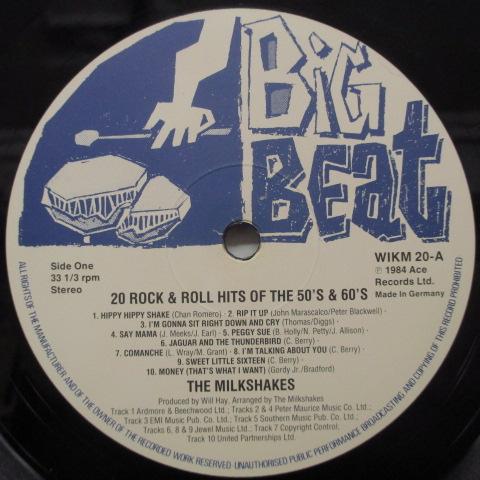 BiG
BEat
WIKM 20-A
℗ 1984 Ace
Records Ltd.
Made In Germany
Side One
33 1/3 rpm
Stereo
20 ROCK & ROLL HITS OF THE 50'S & 60'S
1. HIPPY HIPPY SHAKE (Chan Romero) 2. RIP IT UP (John Marascalco/Peter Blackwell)
3. I'M GONNA SIT RIGHT DOWN AND CRY (Thomas/Diggs)
4. SAY MAMA (J. Meeks/J. Earl) 5. PEGGY SUE (B. Holly/N. Petty/J. Allison)
6. JAGUAR AND THE THUNDERBIRD (C. Berry)
7. COMANCHE (L. Wray/M. Grant) 8. I'M TALKING ABOUT YOU (C. Berry)
9. SWEET LITTLE SIXTEEN (C. Berry)
10. MONEY (THAT'S WHAT I WANT) (Gordy Jr./Bradford)
THE MILKSHAKES
Produced by Will Hay, Arranged by The Milkshakes
Track 1 Ardmore & Beechwood Ltd.; Tracks 2 & 4 Peter Maurice Music Co. Ltd.;
Track 3 EMI Music Pub. Co. Ltd.; Track 5 Southern Music Pub. Co. Ltd.;
Tracks 6, 8 & 9 Jewel Music Ltd.; Track 7 Copyright Control,
Track 10 United Partnerships Ltd.
ALL RIGHTS OF THE MANUFACTURER AND OF THE OWNER OF THE RECORDED WORK RESERVED·UNAUTHORISED PUBLIC PERFORMANCE BROADCASTING AND COPYING OF THIS RECORD PROHIBITED